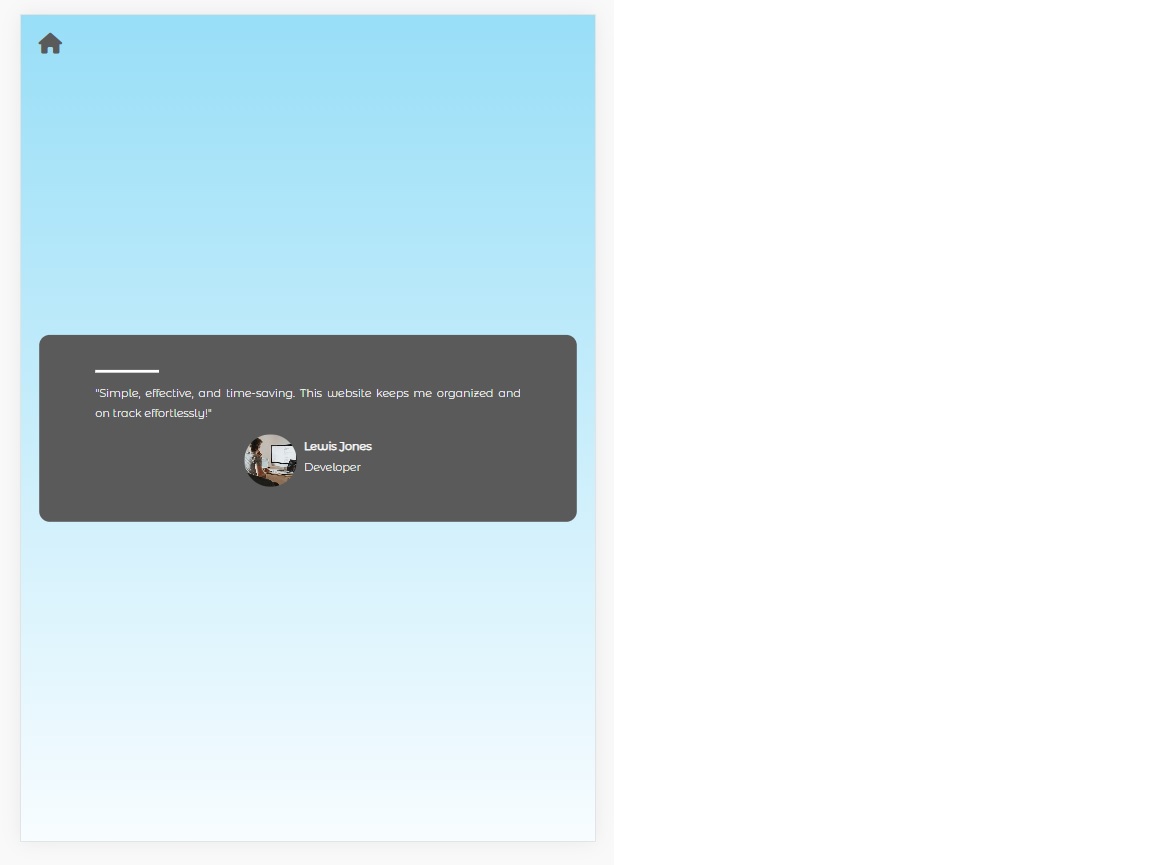 "Simple, effective, and time-saving. This website keeps me organized and
on track effortlessly!"
Lewis Jones
Developer